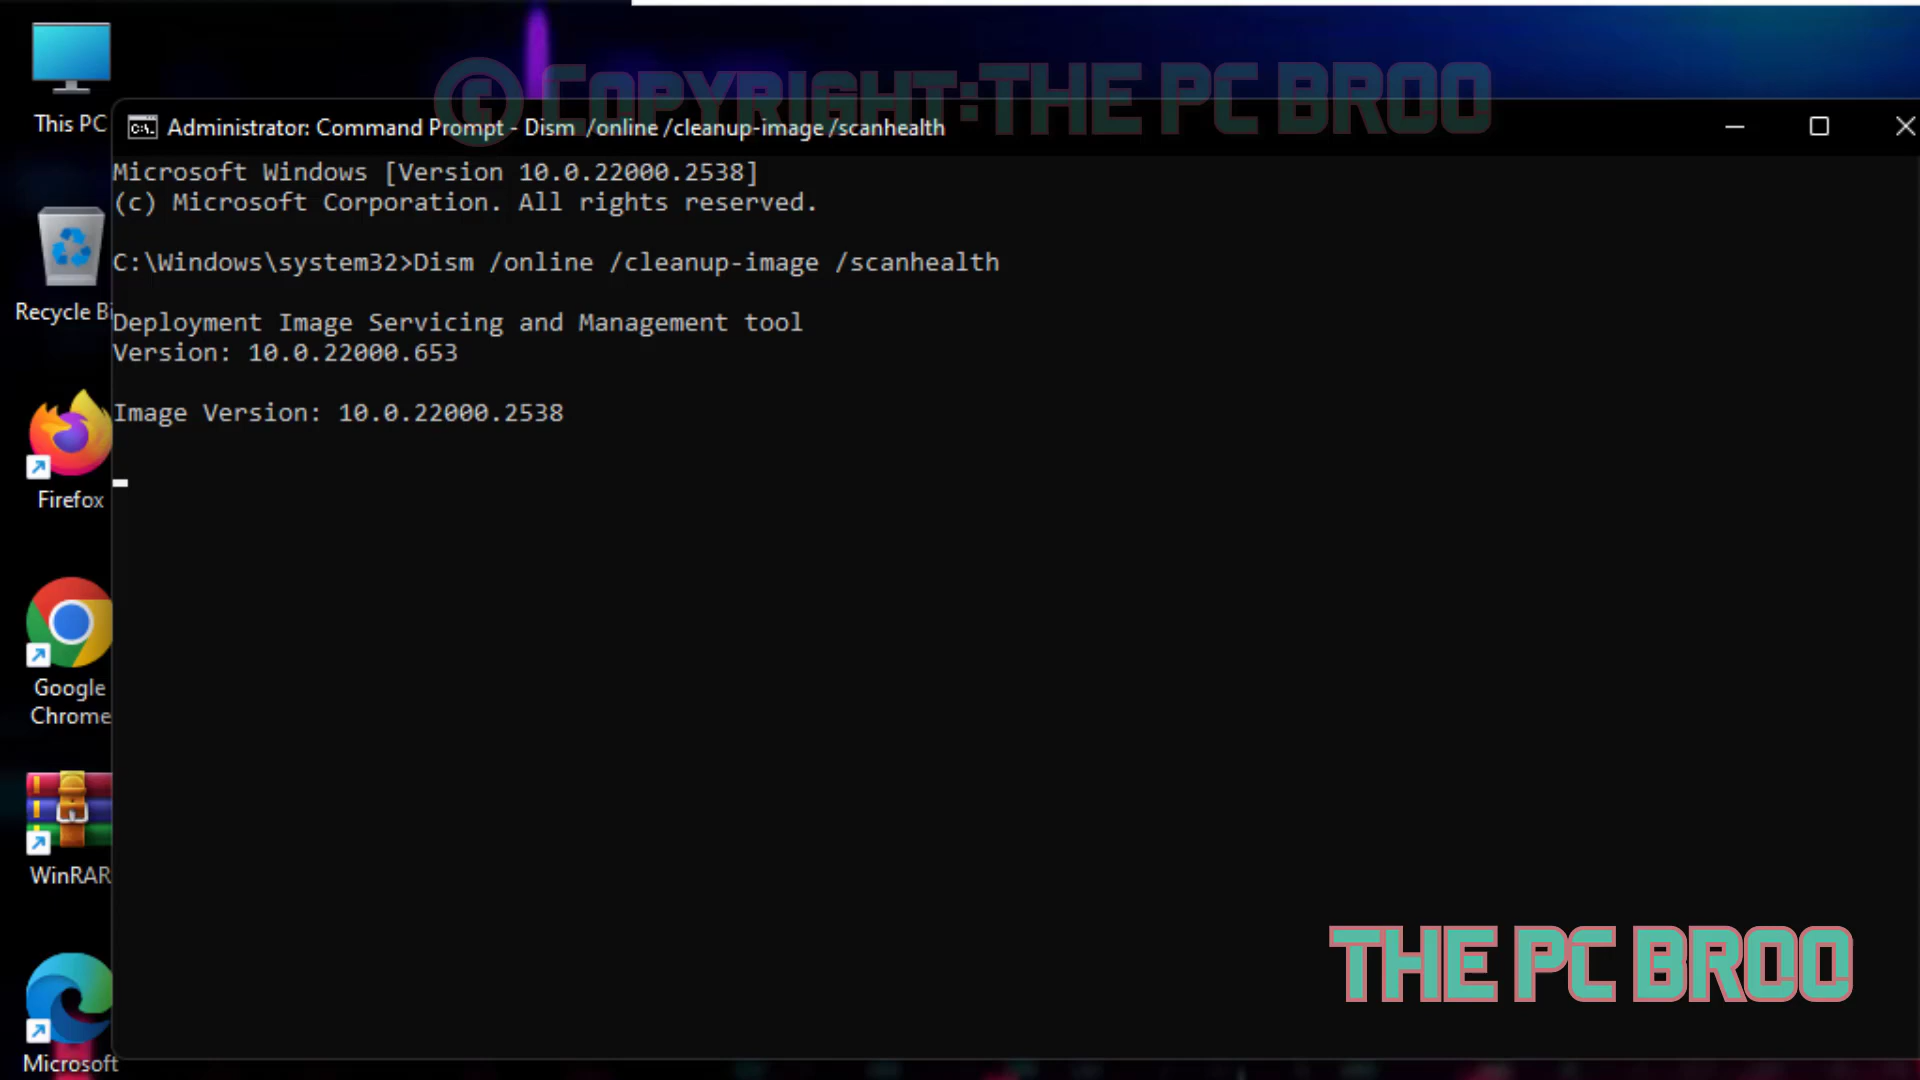 © COPYRIGHT:THE PC BROO
This PC
Administrator: Command Prompt - Dism /online /cleanup-image /scanhealth
Microsoft Windows [Version 10.0.22000.2538]
(c) Microsoft Corporation. All rights reserved.
C:\Windows\system32>Dism /online /cleanup-image /scanhealth
Recycle Bi
Deployment Image Servicing and Management tool
Version: 10.0.22000.653
Image Version: 10.0.22000.2538
Firefox
Google
Chrome
WinRAR
THE PC BROO
Microsoft